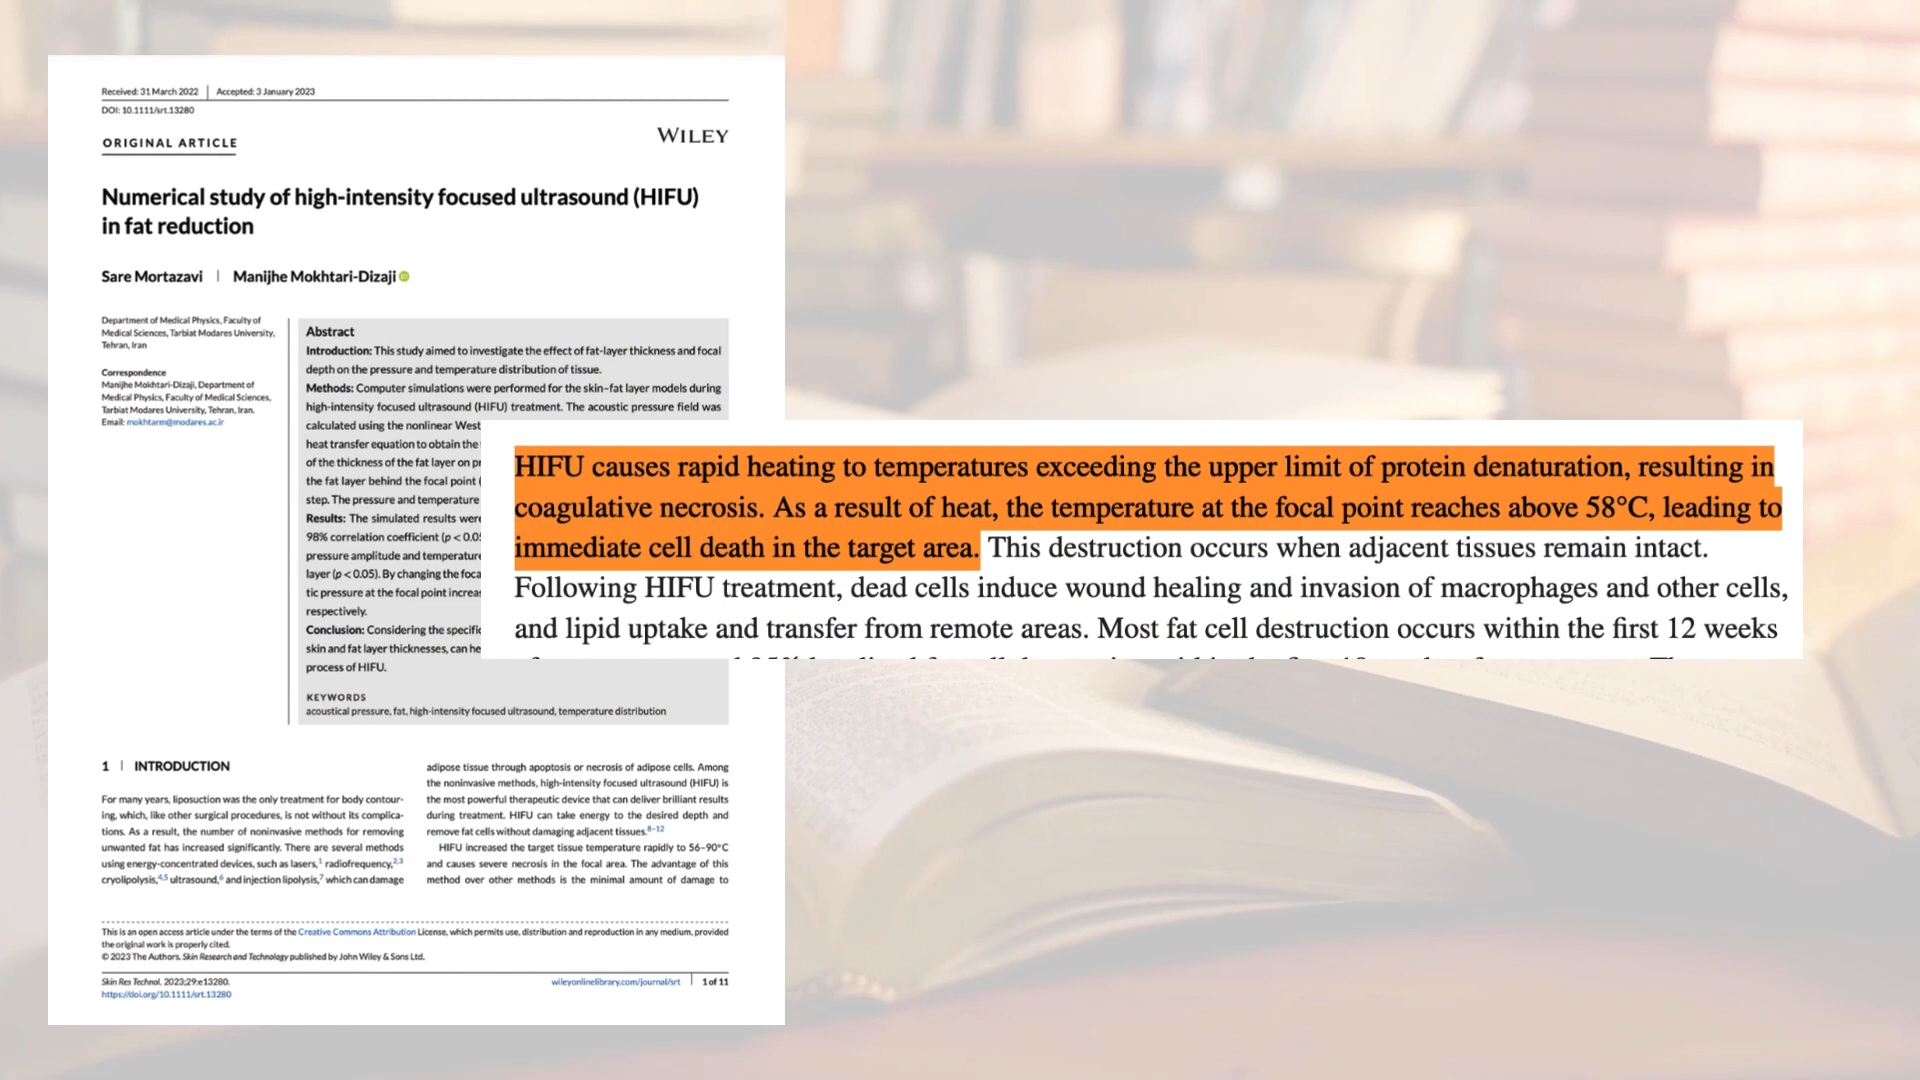 Received: 31 March 2022 | Accepted: 3 January 2023
DOI: 10.1111/srt.13280
ORIGINAL ARTICLE
WILEY
Numerical study of high-intensity focused ultrasound (HIFU)
in fat reduction
Sare Mortazavi | Manijhe Mokhtari-Dizaji
Department of Medical Physics, Faculty of
Medical Sciences, Tarbiat Modares University,
Tehran, Iran
Correspondence
Manijhe Mokhtari-Dizaji, Department of
Medical Physics, Faculty of Medical Sciences,
Tarbiat Modares University, Tehran, Iran.
Email: mokhtarm@modares.ac.ir
Abstract
Introduction: This study aimed to investigate the effect of fat-layer thickness and focal
depth on the pressure and temperature distribution of tissue.
Methods: Computer simulations were performed for the skin–fat layer models during
high-intensity focused ultrasound (HIFU) treatment. The acoustic pressure field was
calculated using the nonlinear West
heat transfer equation to obtain the
of the thickness of the fat layer on pr
the fat layer behind the focal point (
step. The pressure and temperature
Results: The simulated results were
98% correlation coefficient (p < 0.05
pressure amplitude and temperature
layer (p < 0.05). By changing the foca
tic pressure at the focal point increas
respectively.
Conclusion: Considering the specific
skin and fat layer thicknesses, can he
process of HIFU.
KEYWORDS
acoustical pressure, fat, high-intensity focused ultrasound, temperature distribution
HIFU causes rapid heating to temperatures exceeding the upper limit of protein denaturation, resulting in
coagulative necrosis. As a result of heat, the temperature at the focal point reaches above 58°C, leading to
immediate cell death in the target area. This destruction occurs when adjacent tissues remain intact.
Following HIFU treatment, dead cells induce wound healing and invasion of macrophages and other cells,
and lipid uptake and transfer from remote areas. Most fat cell destruction occurs within the first 12 weeks
1 | INTRODUCTION
For many years, liposuction was the only treatment for body contour-
ing, which, like other surgical procedures, is not without its complica-
tions. As a result, the number of noninvasive methods for removing
unwanted fat has increased significantly. There are several methods
using energy-concentrated devices, such as lasers,1 radiofrequency,2,3
cryolipolysis,4,5 ultrasound,6 and injection lipolysis,7 which can damage
adipose tissue through apoptosis or necrosis of adipose cells. Among
the noninvasive methods, high-intensity focused ultrasound (HIFU) is
the most powerful therapeutic device that can deliver brilliant results
during treatment. HIFU can take energy to the desired depth and
remove fat cells without damaging adjacent tissues.8–12
HIFU increased the target tissue temperature rapidly to 56–90°C
and causes severe necrosis in the focal area. The advantage of this
method over other methods is the minimal amount of damage to
This is an open access article under the terms of the Creative Commons Attribution License, which permits use, distribution and reproduction in any medium, provided
the original work is properly cited.
© 2023 The Authors. Skin Research and Technology published by John Wiley & Sons Ltd.
Skin Res Technol. 2023;29:e13280.
https://doi.org/10.1111/srt.13280
wileyonlinelibrary.com/journal/srt | 1 of 11